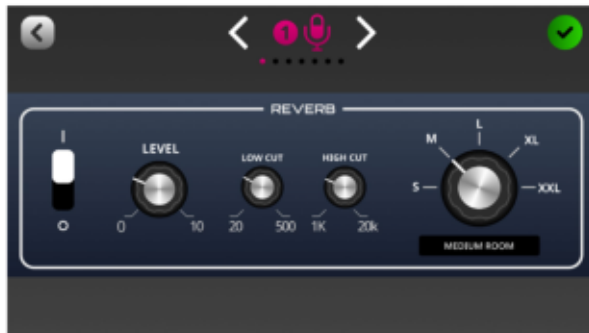 1
REVERB
I
LEVEL
LOW CUT
HIGH CUT
O
0 10
20 500
1K 20k
S M L XL XXL
MEDIUM ROOM